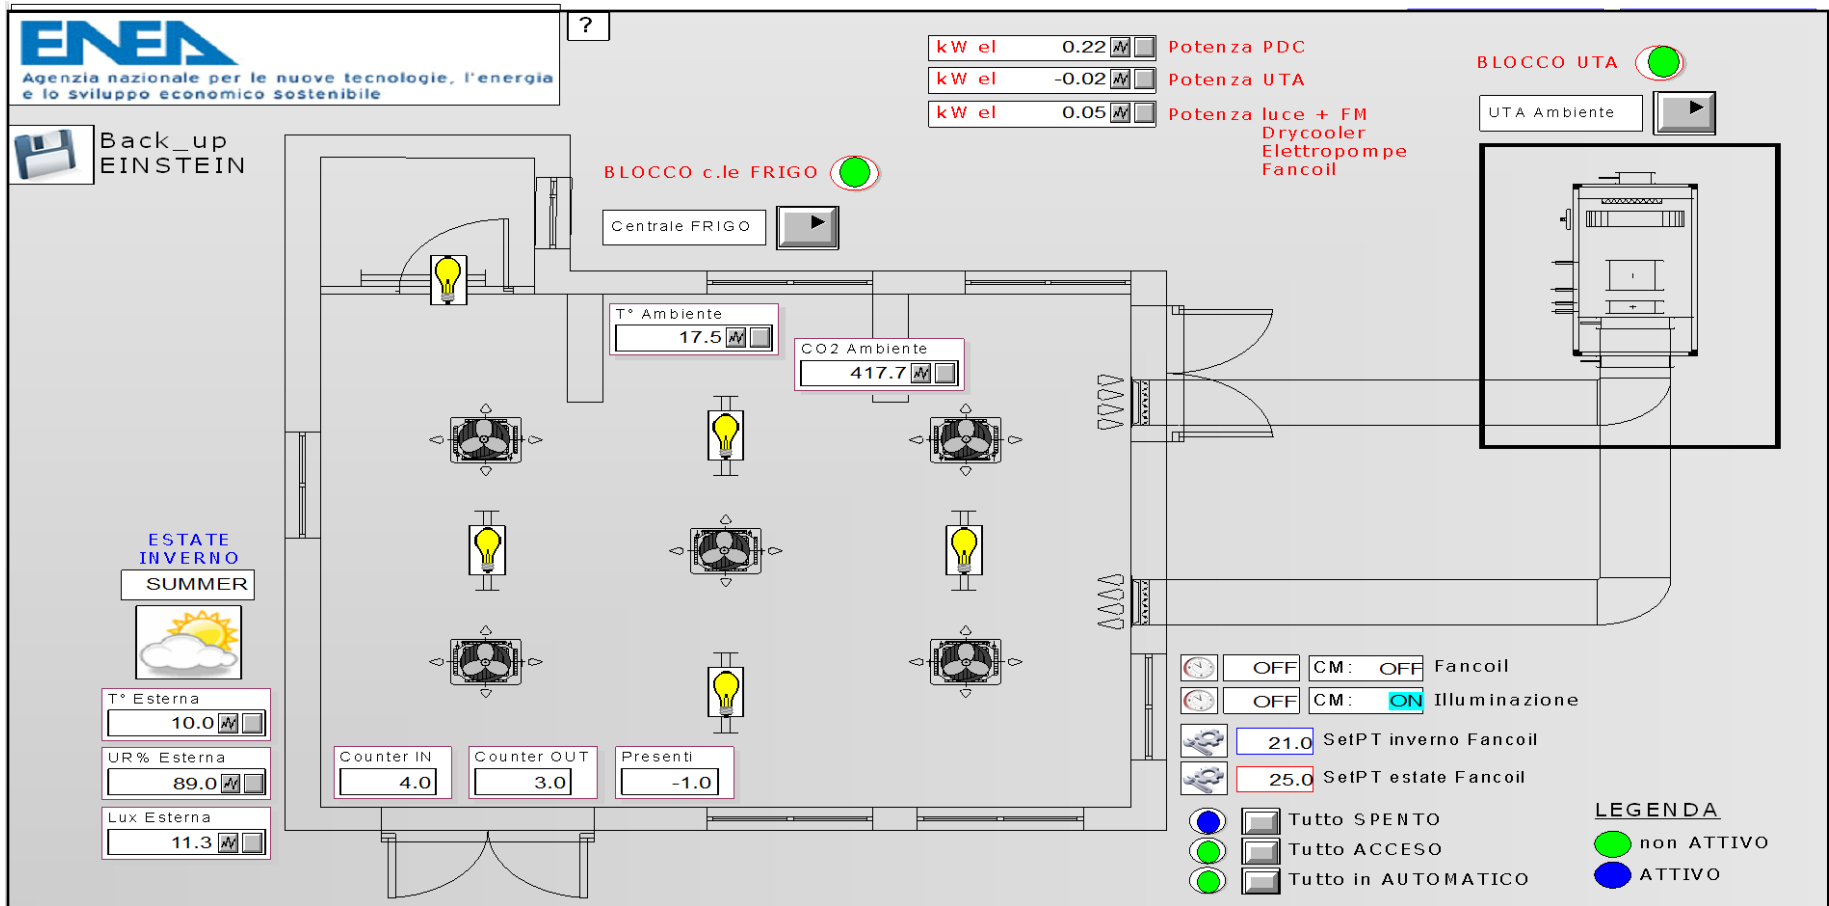 ENEA
Agenzia nazionale per le nuove tecnologie, l'energia
e lo sviluppo economico sostenibile
?
Back_up
EINSTEIN
kW el 0.22 Potenza PDC
kW el -0.02 Potenza UTA
kW el 0.05 Potenza luce + FM
Drycooler
Elettropompe
Fancoil
BLOCCO UTA
UTA Ambiente
BLOCCO c.le FRIGO
Centrale FRIGO
T° Ambiente
17.5
CO2 Ambiente
417.7
ESTATE
INVERNO
SUMMER
T° Esterna
10.0
UR% Esterna
89.0
Lux Esterna
11.3
Counter IN
4.0
Counter OUT
3.0
Presenti
-1.0
OFF CM: OFF Fancoil
OFF CM: ON Illuminazione
21.0 SetPT inverno Fancoil
25.0 SetPT estate Fancoil
Tutto SPENTO
Tutto ACCESO
Tutto in AUTOMATICO
LEGENDA
non ATTIVO
ATTIVO